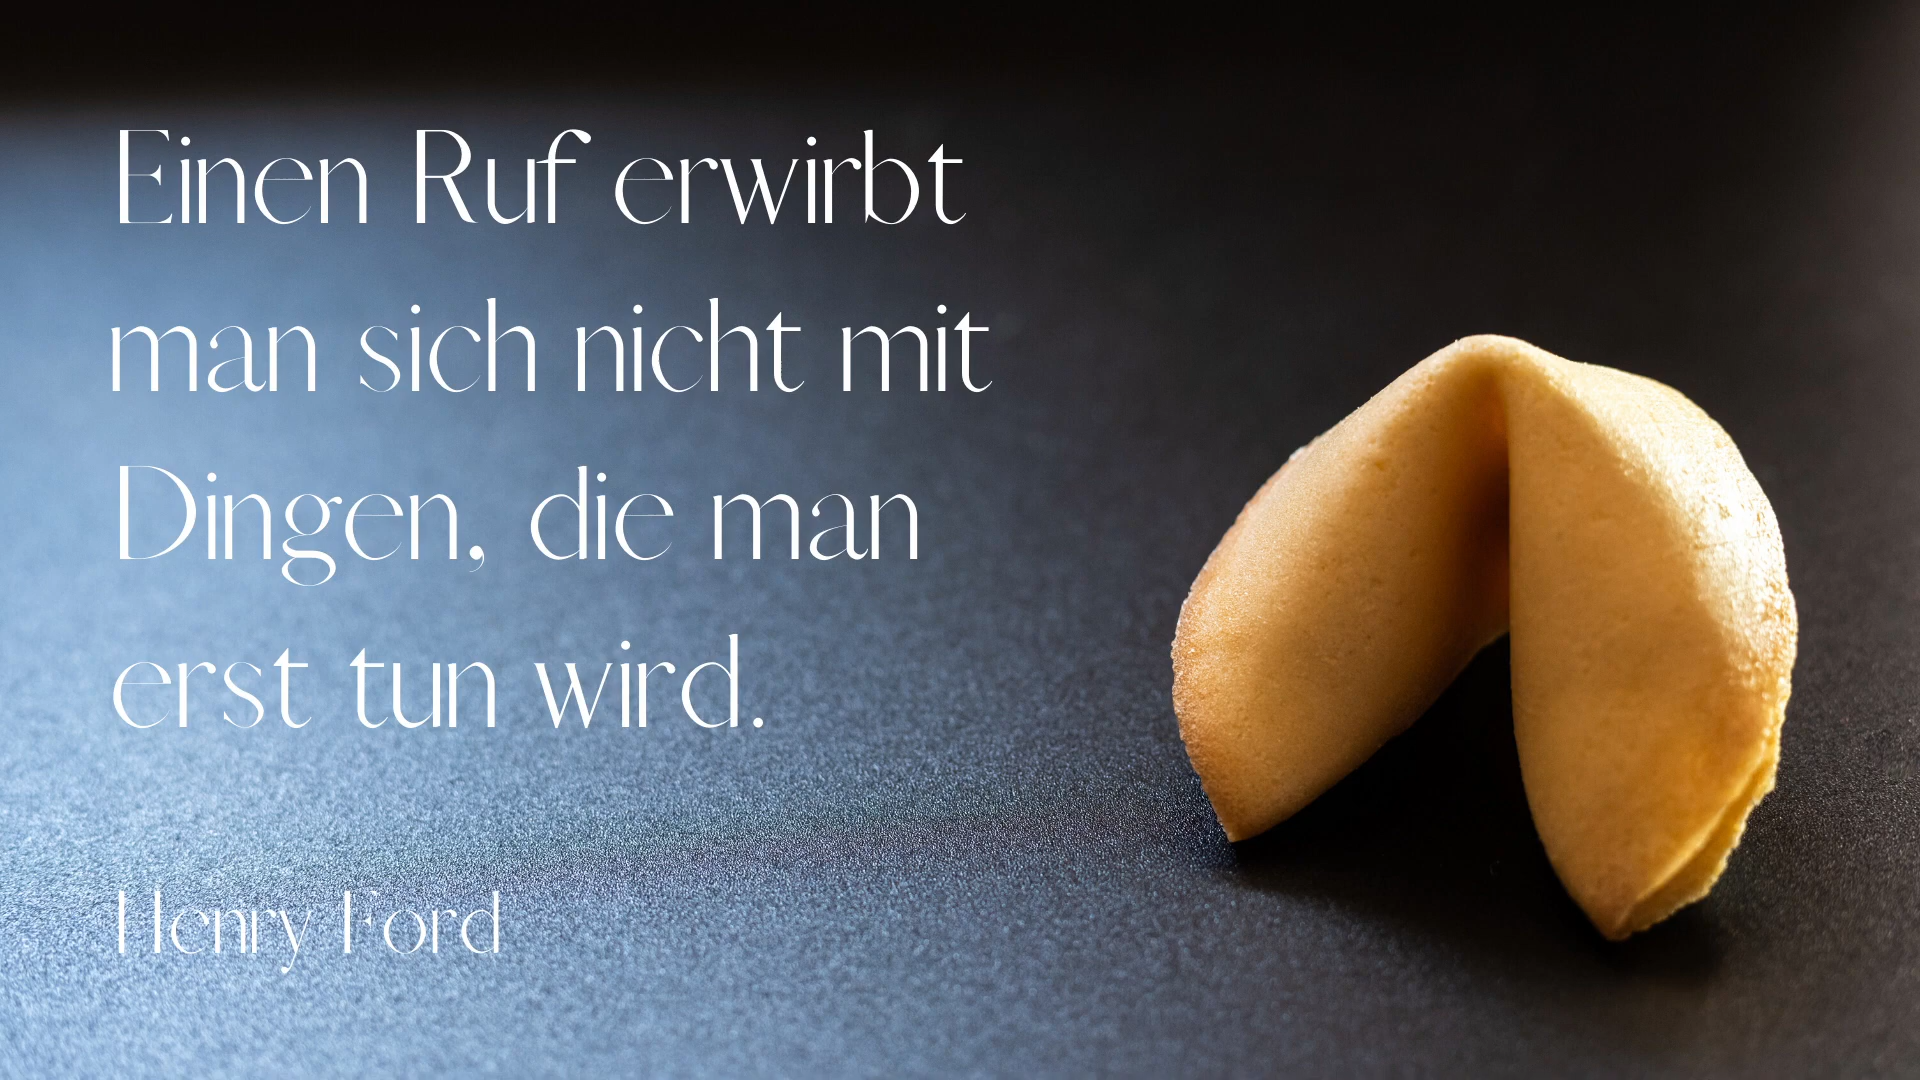 Einen Ruf erwirbt
man sich nicht mit
Dingen, die man
erst tun wird.
Henry Ford